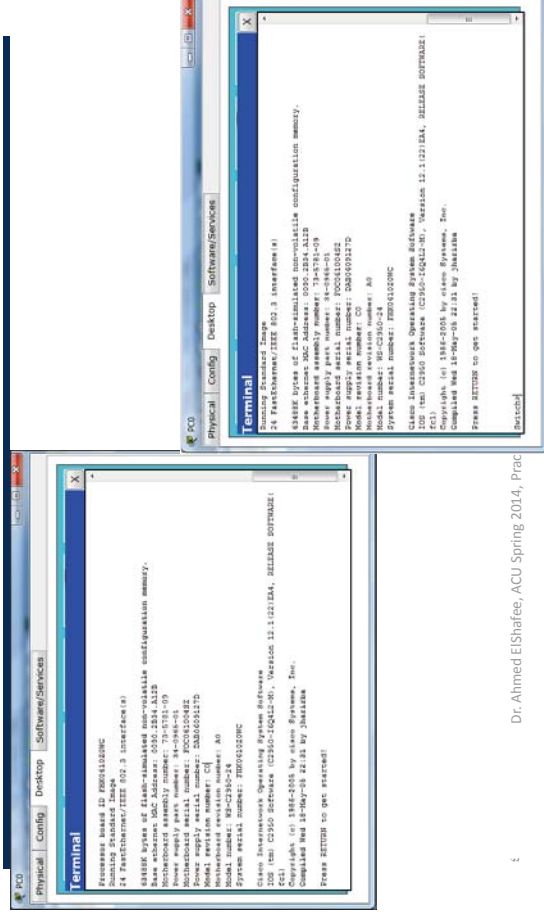 PC0
Physical Config Desktop Software/Services
Terminal
X
Processor board ID FHK0610Z0WC
Running Standard Image
24 FastEthernet/IEEE 802.3 interface(s)
63488K bytes of flash-simulated non-volatile configuration memory.
Base ethernet MAC Address: 0090.2B34.A12B
Motherboard assembly number: 73-5781-09
Power supply part number: 34-0965-01
Motherboard serial number: FOC061004SZ
Power supply serial number: DAB0609127D
Model revision number: C0
Motherboard revision number: A0
Model number: WS-C2950-24
System serial number: FHK0610Z0WC
Cisco Internetwork Operating System Software
IOS (tm) C2950 Software (C2950-I6Q4L2-M), Version 12.1(22)EA4, RELEASE SOFTWARE(
fc1)
Copyright (c) 1986-2005 by cisco Systems, Inc.
Compiled Wed 18-May-05 22:31 by jharirba
Press RETURN to get started!
PC0
Physical Config Desktop Software/Services
Terminal
X
Running Standard Image
24 FastEthernet/IEEE 802.3 interface(s)
63488K bytes of flash-simulated non-volatile configuration memory.
Base ethernet MAC Address: 0090.2B34.A12B
Motherboard assembly number: 73-5781-09
Power supply part number: 34-0965-01
Motherboard serial number: FOC061004SZ
Power supply serial number: DAB0609127D
Model revision number: C0
Motherboard revision number: A0
Model number: WS-C2950-24
System serial number: FHK0610Z0WC
Cisco Internetwork Operating System Software
IOS (tm) C2950 Software (C2950-I6Q4L2-M), Version 12.1(22)EA4, RELEASE SOFTWARE(
fc1)
Copyright (c) 1986-2005 by cisco Systems, Inc.
Compiled Wed 18-May-05 22:31 by jharirba
Press RETURN to get started!
Switch#
Dr. Ahmed ElShafee, ACU Spring 2014, Prac